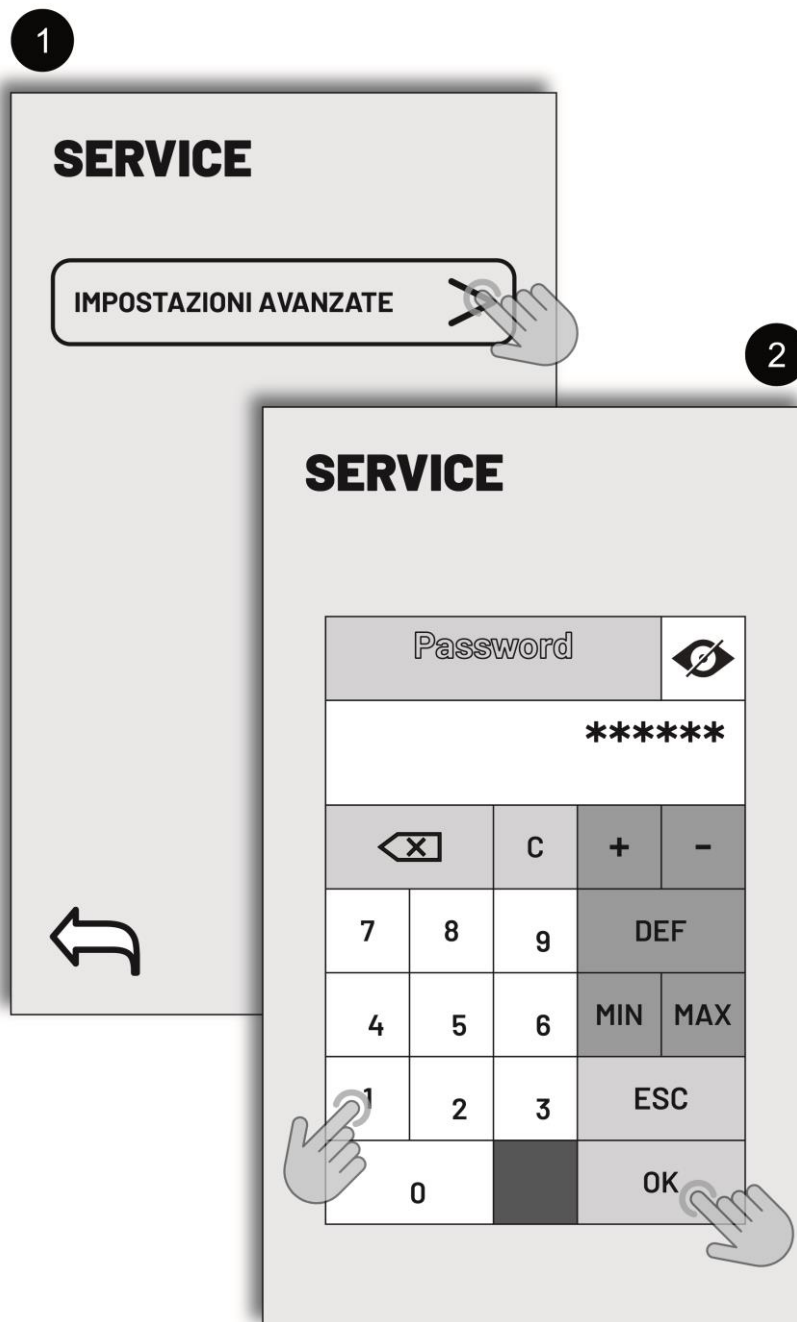 1
SERVICE
IMPOSTAZIONI AVANZATE
2
SERVICE
Password
******
C + -
7 8 9 DEF
4 5 6 MIN MAX
1 2 3 ESC
0 OK